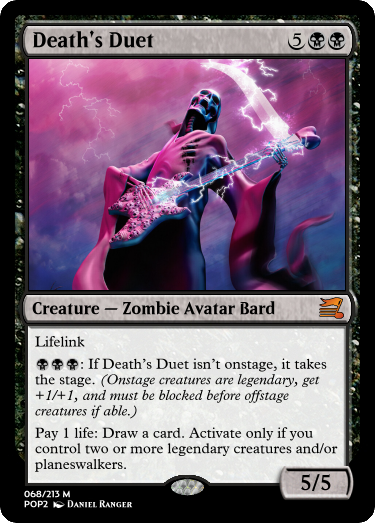 Death's Duet 5
Creature — Zombie Avatar Bard
Lifelink
: If Death's Duet isn't onstage, it takes
the stage. (Onstage creatures are legendary, get
+1/+1, and must be blocked before offstage
creatures if able.)
Pay 1 life: Draw a card. Activate only if you
control two or more legendary creatures and/or
planeswalkers.
5/5
068/213 M
POP2 Daniel Ranger